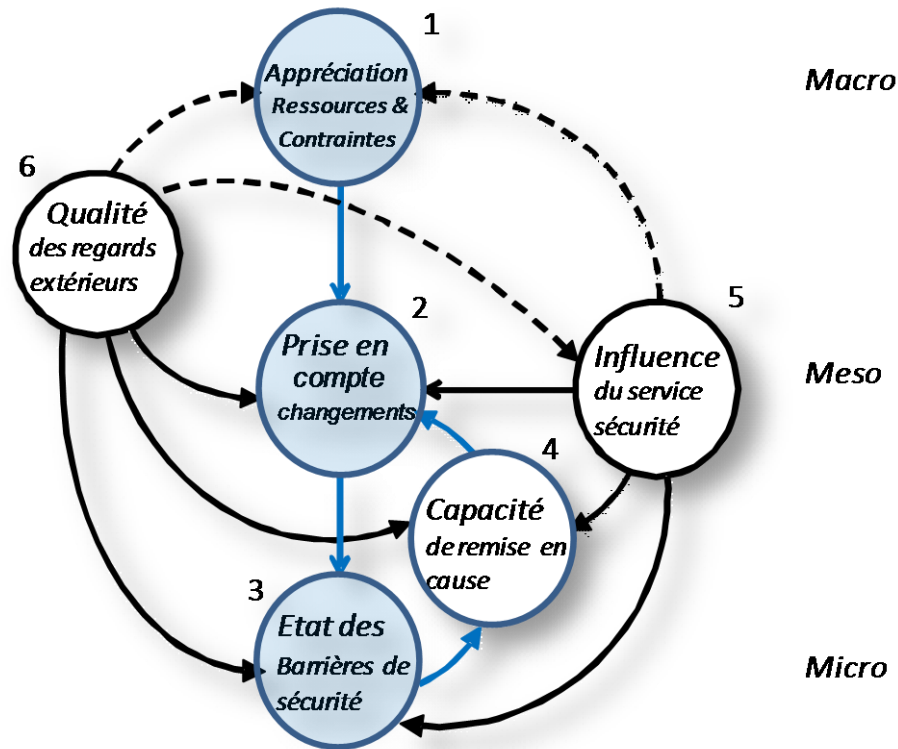 1
Appréciation
Ressources &
Contraintes
Macro
6
Qualité
des regards
extérieurs
2
Prise en
compte
changements
5
Influence
du service
sécurité
Meso
4
Capacité
de remise en
cause
3
Etat des
Barrières de
sécurité
Micro